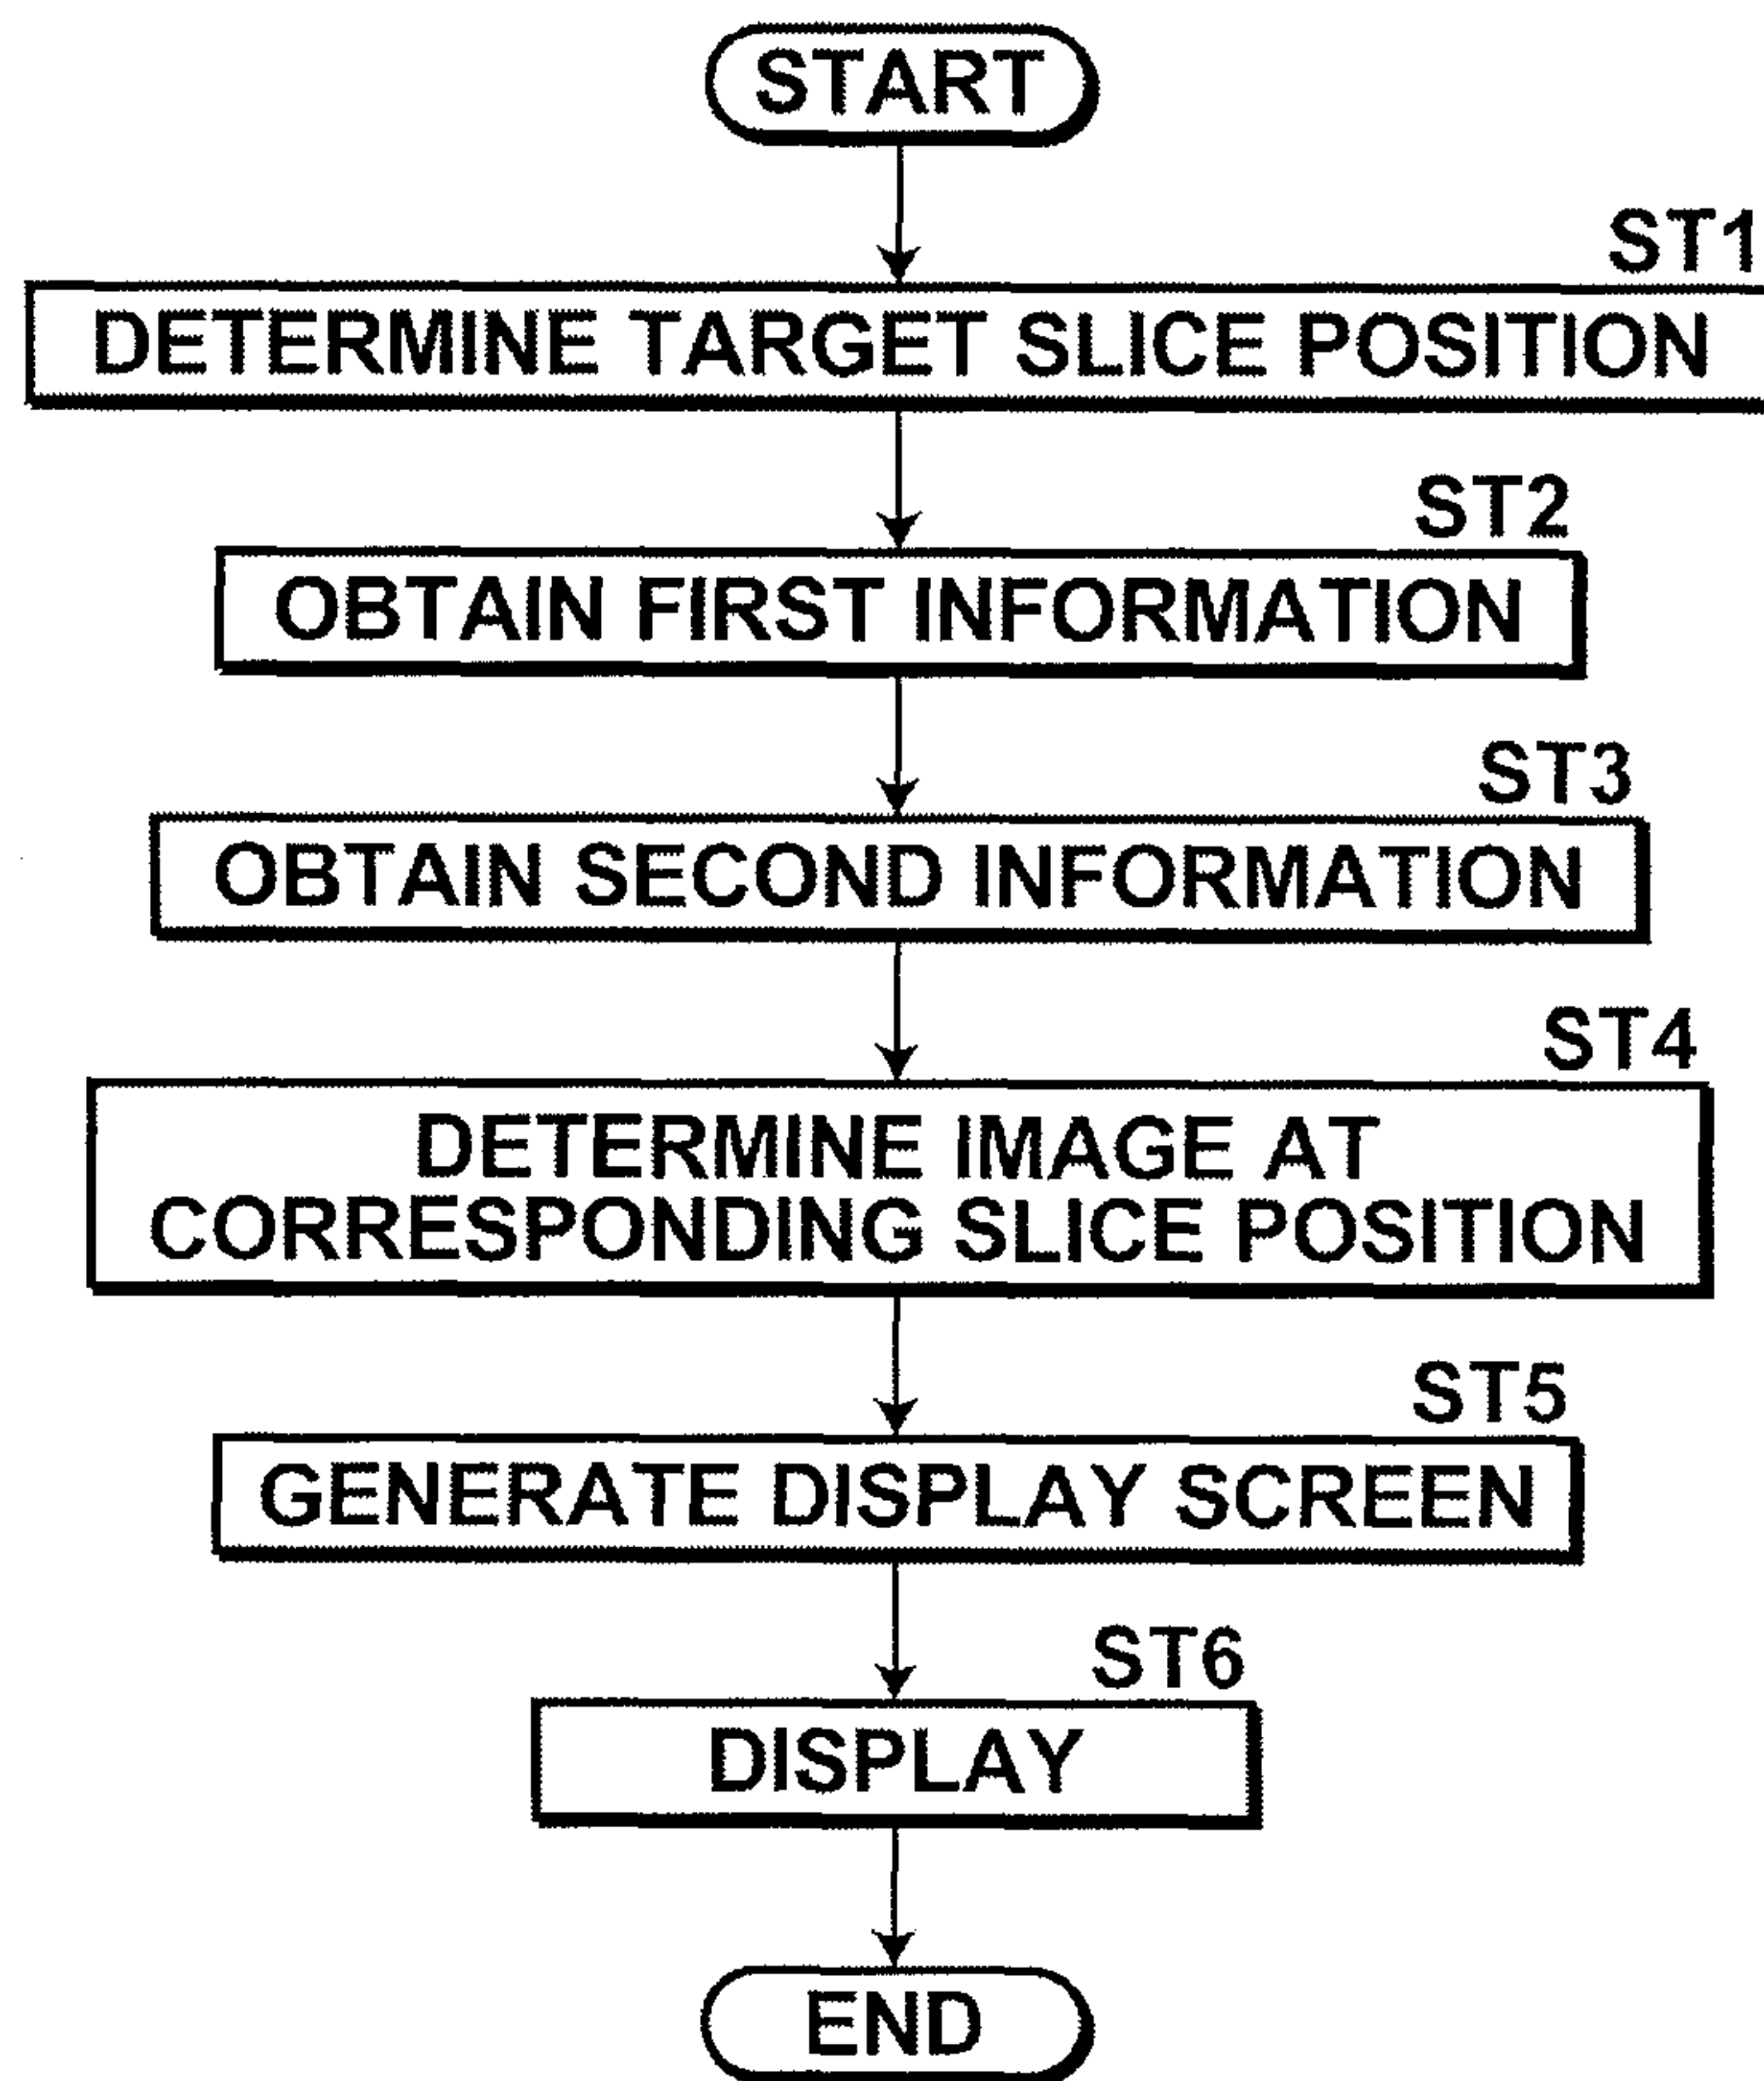 START
ST1
DETERMINE TARGET SLICE POSITION
ST2
OBTAIN FIRST INFORMATION
ST3
OBTAIN SECOND INFORMATION
ST4
DETERMINE IMAGE AT
CORRESPONDING SLICE POSITION
ST5
GENERATE DISPLAY SCREEN
ST6
DISPLAY
END